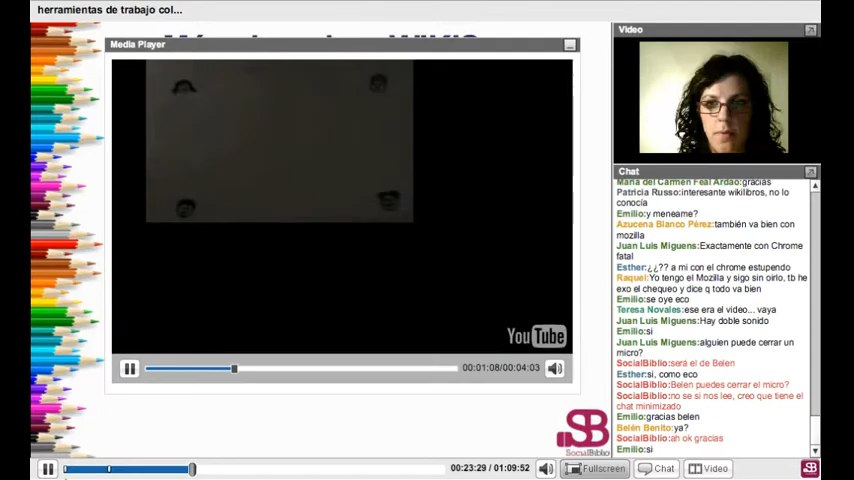 herramientas de trabajo col...
Media Player
YouTube
00:01:08/00:04:03
SB
SocialBiblio
Video
Chat
María del Carmen Feal Ardao:gracias
Patricia Russo:interesante wikilibros, no lo
conocía
Emilio:y meneame?
Azucena Blanco Pérez:también va bien con
mozilla
Juan Luis Miguens:Exactamente con Chrome
fatal
Esther:¿¿?? a mi con el chrome estupendo
Raquel:Yo tengo el Mozilla y sigo sin oirlo, tb he
hecho el chequeo y dice q todo va bien
Emilio:se oye eco
Teresa Novales:ese era el video... vaya
Juan Luis Miguens:Hay doble sonido
Emilio:si
Juan Luis Miguens:alguien puede cerrar un
micro?
SocialBiblio:será el de Belen
Esther:si, como eco
SocialBiblio:Belen puedes cerrar el micro?
SocialBiblio:no se si nos lee, creo que tiene el
chat minimizado
Emilio:gracias belen
Belén Benito:ya?
SocialBiblio:ah ok gracias
Emilio:si
00:23:29 / 01:09:52
Fullscreen
Chat
Video
SB